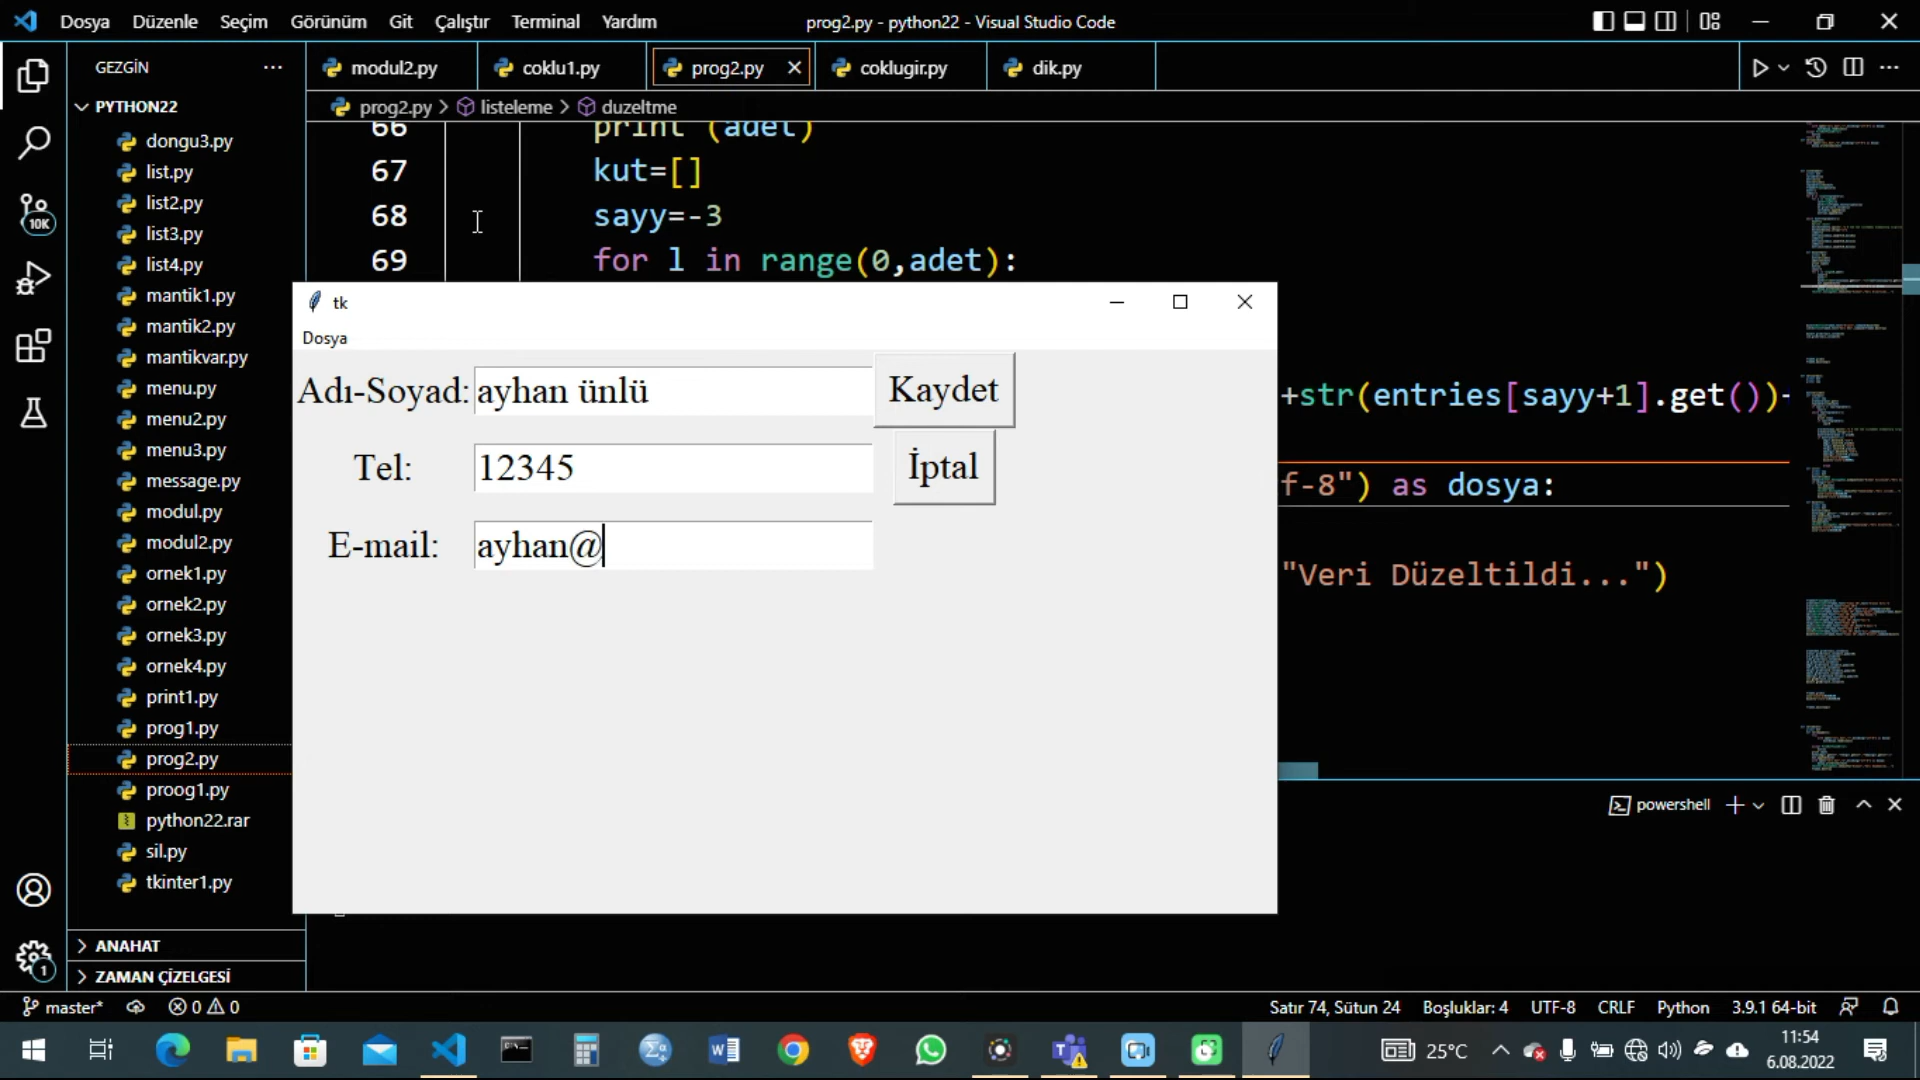 Dosya Düzenle Seçim Görünüm Git Çalıştır Terminal Yardım prog2.py - python22 - Visual Studio Code
GEZGİN ...
modul2.py coklu1.py prog2.py coklugir.py dik.py
PYTHON22
prog2.py > listeleme > duzeltme
dongu3.py
list.py
list2.py
list3.py
list4.py
mantik1.py
mantik2.py
mantikvar.py
menu.py
menu2.py
menu3.py
message.py
modul.py
modul2.py
ornek1.py
ornek2.py
ornek3.py
ornek4.py
print1.py
prog1.py
prog2.py
proog1.py
python22.rar
sil.py
tkinter1.py
ANAHAT
ZAMAN ÇİZELGESİ
10K
1
66 print (adet)
67 kut=[]
68 sayy=-3
69 for l in range(0,adet):
+str(entries[sayy+1].get())+
f-8") as dosya:
"Veri Düzeltildi...")
tk
Dosya
Adı-Soyad: ayhan ünlü Kaydet
Tel: 12345 İptal
E-mail: ayhan@
powershell
master* 0 0 Satır 74, Sütun 24 Boşluklar: 4 UTF-8 CRLF Python 3.9.1 64-bit
25°C 11:54
6.08.2022